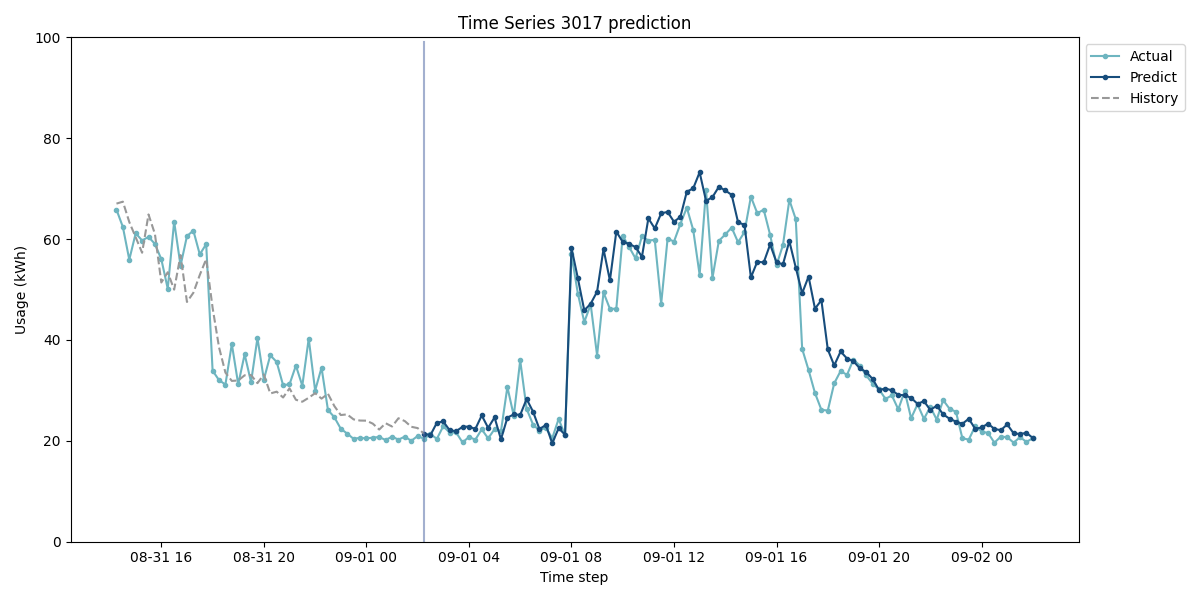 Time Series 3017 prediction
100
80
60
40
20
0
Usage (kWh)
08-31 16
08-31 20
09-01 00
09-01 04
09-01 08
09-01 12
09-01 16
09-01 20
09-02 00
Time step
Actual
Predict
History